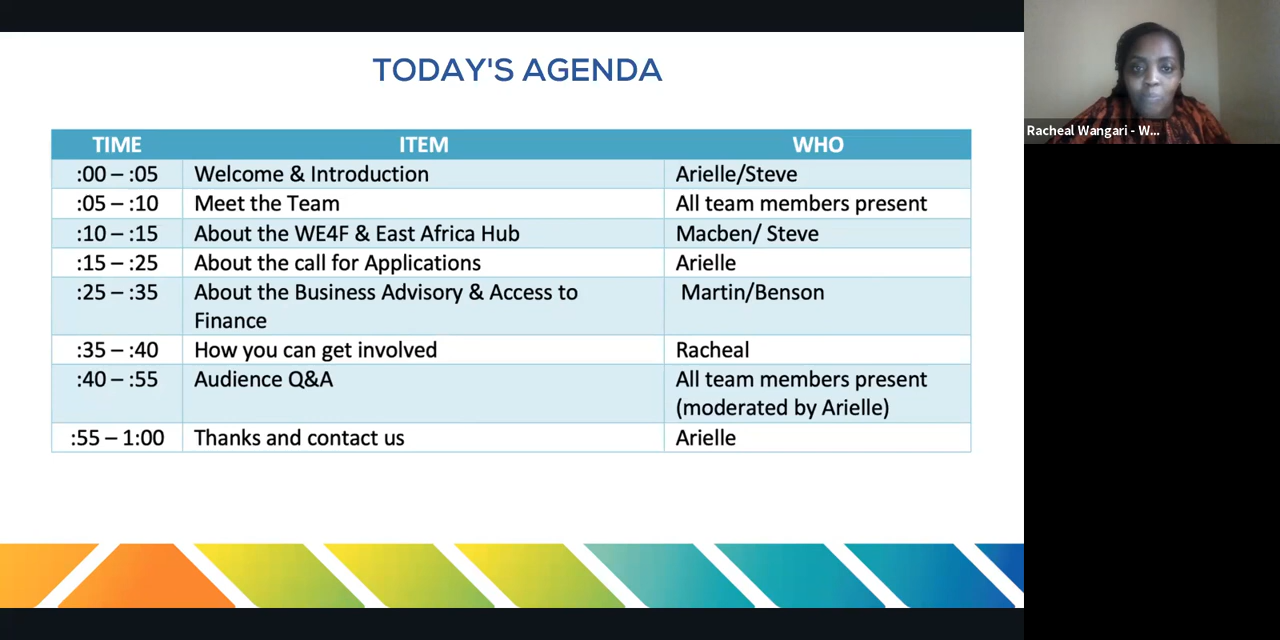 TODAY'S AGENDA
TIME ITEM WHO
:00 – :05 Welcome & Introduction Arielle/Steve
:05 – :10 Meet the Team All team members present
:10 – :15 About the WE4F & East Africa Hub Macben/ Steve
:15 – :25 About the call for Applications Arielle
:25 – :35 About the Business Advisory & Access to Martin/Benson
Finance
:35 – :40 How you can get involved Racheal
:40 – :55 Audience Q&A All team members present
(moderated by Arielle)
:55 – 1:00 Thanks and contact us Arielle
Racheal Wangari - W...